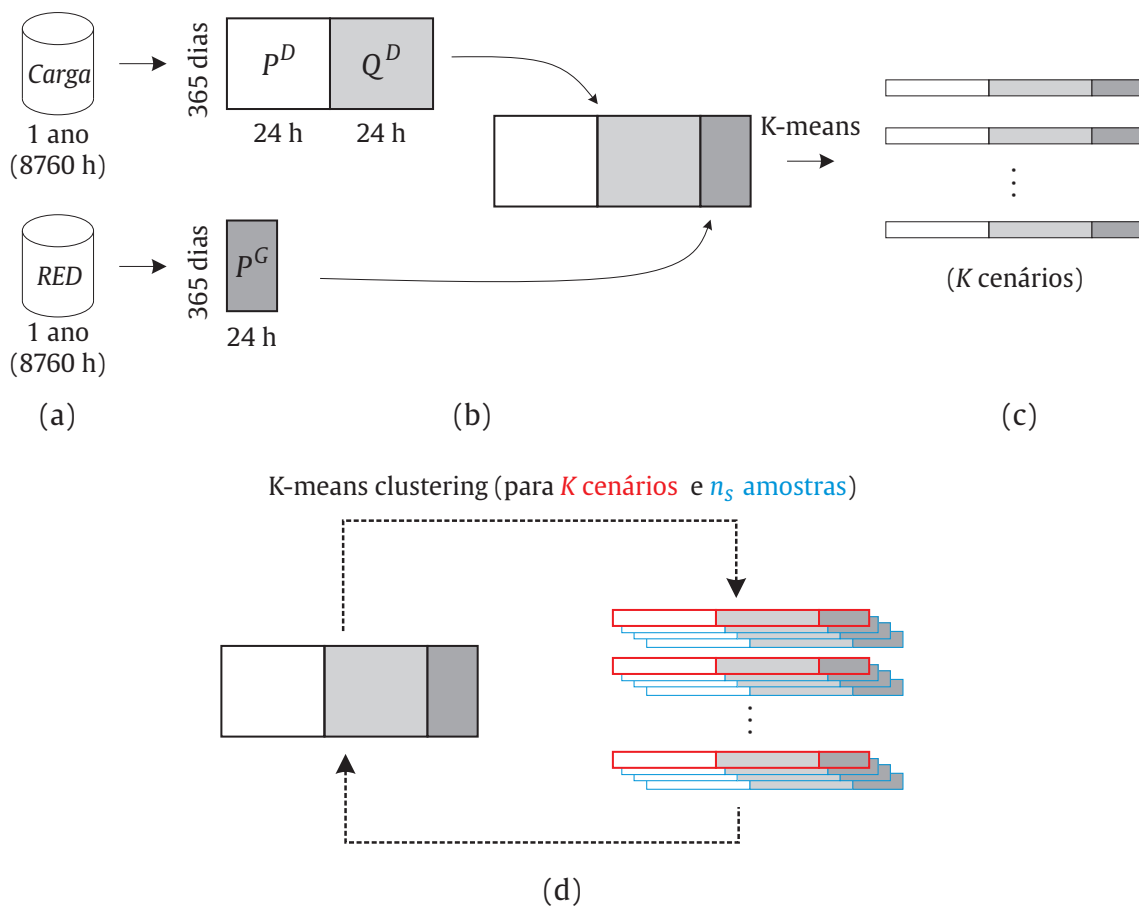 Carga
1 ano
(8760 h)
365 dias
P^D
Q^D
24 h
24 h
K-means
RED
1 ano
(8760 h)
365 dias
P^G
24 h
(K cenários)
(a)
(b)
(c)
K-means clustering (para K cenários e n_s amostras)
(d)